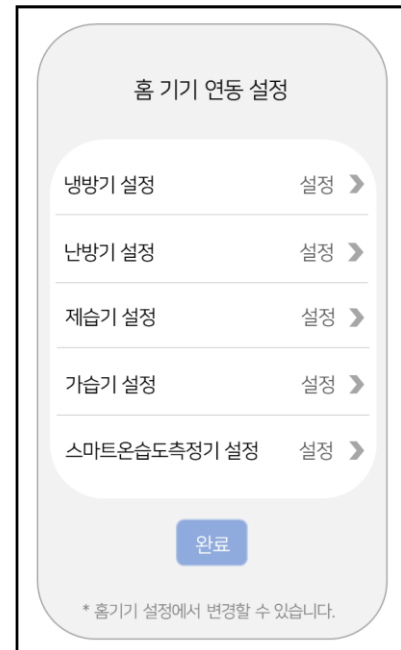 홈 기기 연동 설정
냉방기 설정 설정 ❯
난방기 설정 설정 ❯
제습기 설정 설정 ❯
가습기 설정 설정 ❯
스마트온습도측정기 설정 설정 ❯
완료
* 홈기기 설정에서 변경할 수 있습니다.